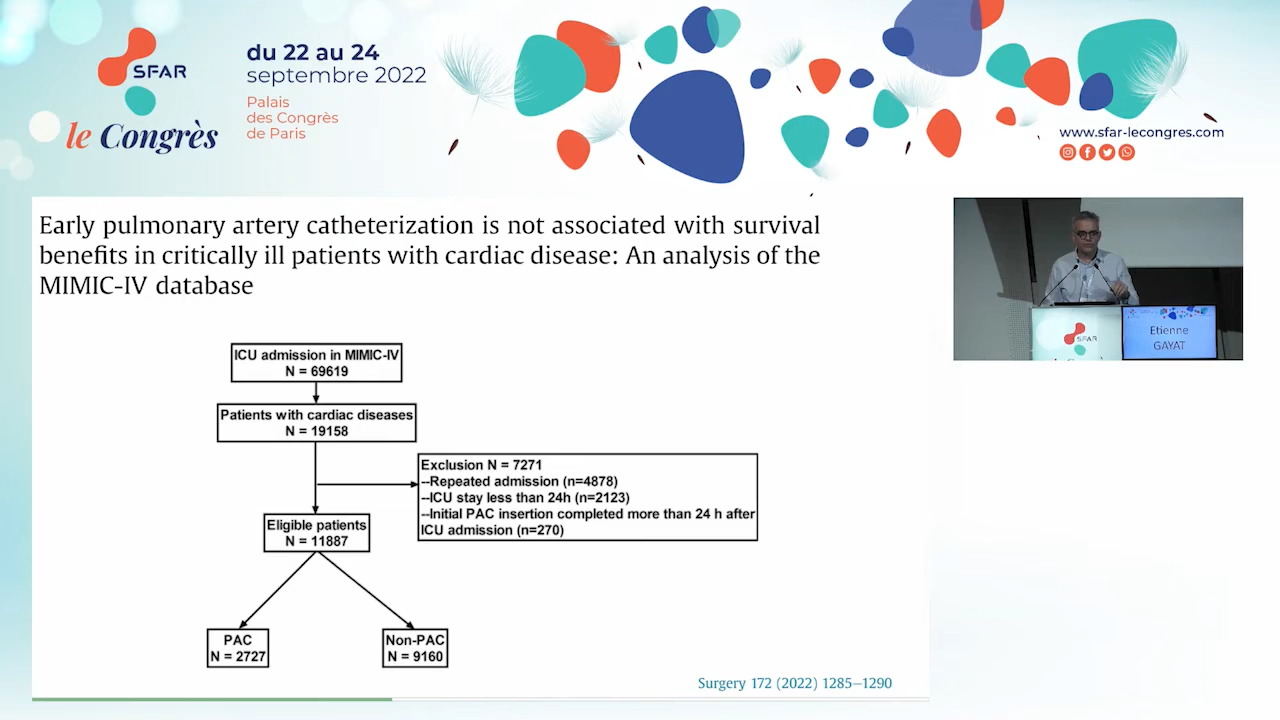 SFAR
le Congrès
du 22 au 24
septembre 2022
Palais
des Congrès
de Paris
www.sfar-lecongres.com
Early pulmonary artery catheterization is not associated with survival
benefits in critically ill patients with cardiac disease: An analysis of the
MIMIC-IV database
ICU admission in MIMIC-IV
N = 69619
Patients with cardiac diseases
N = 19158
Exclusion N = 7271
--Repeated admission (n=4878)
--ICU stay less than 24h (n=2123)
--Initial PAC insertion completed more than 24 h after
ICU admission (n=270)
Eligible patients
N = 11887
PAC
N = 2727
Non-PAC
N = 9160
Surgery 172 (2022) 1285–1290
SFAR
Etienne
GAYAT